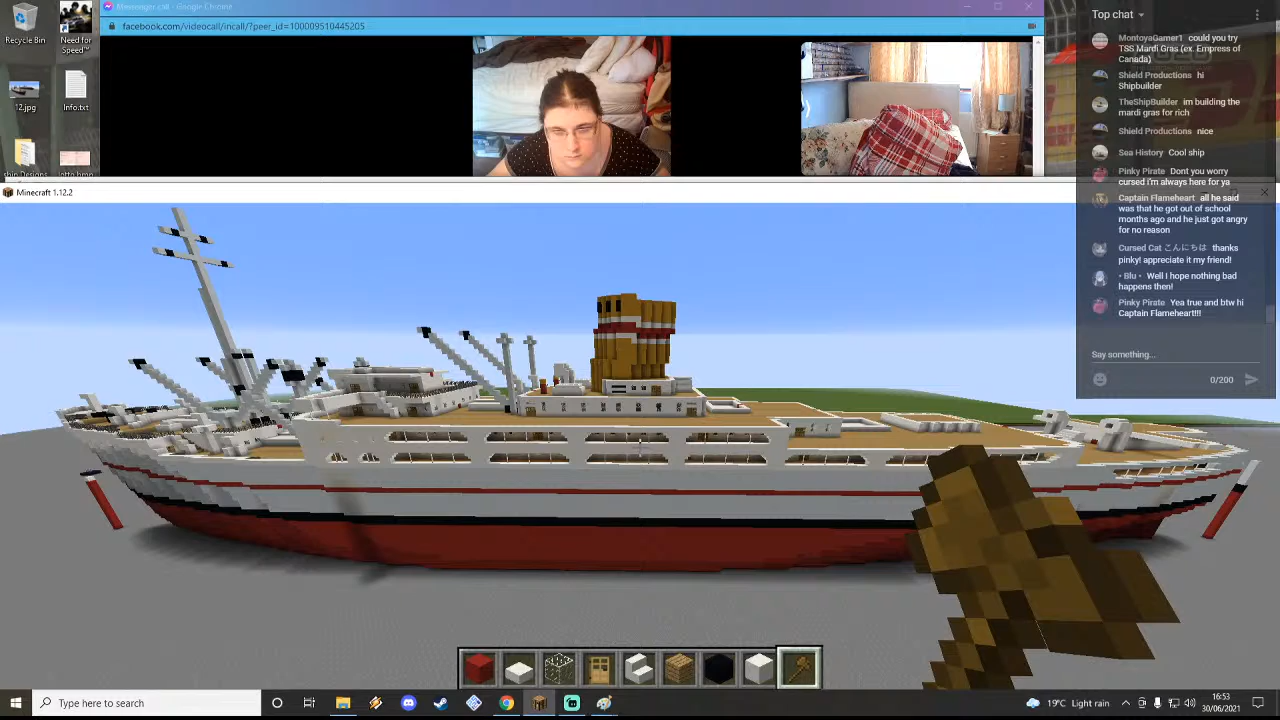 Messenger call - Google Chrome
facebook.com/videocall/incall/?peer_id=100009510445205
Recycle Bin
Need for
Speed™
12.jpg
Info.txt
Minecraft 1.12.2
Top chat
MontoyaGamer1 could you try
TSS Mardi Gras (ex. Empress of
Canada)
Shield Productions hi
Shipbuilder
TheShipBuilder im building the
mardi gras for rich
Shield Productions nice
Sea History Cool ship
Pinky Pirate Dont you worry
cursed i'm always here for ya
Captain Flameheart all he said
was that he got out of school
months ago and he just got angry
for no reason
Cursed Cat こんにちは thanks
pinky! appreciate it my friend!
• Blu • Well I hope nothing bad
happens then!
Pinky Pirate Yea true and btw hi
Captain Flameheart!!!
Say something...
0/200
Type here to search
19°C Light rain
16:53
30/06/2021